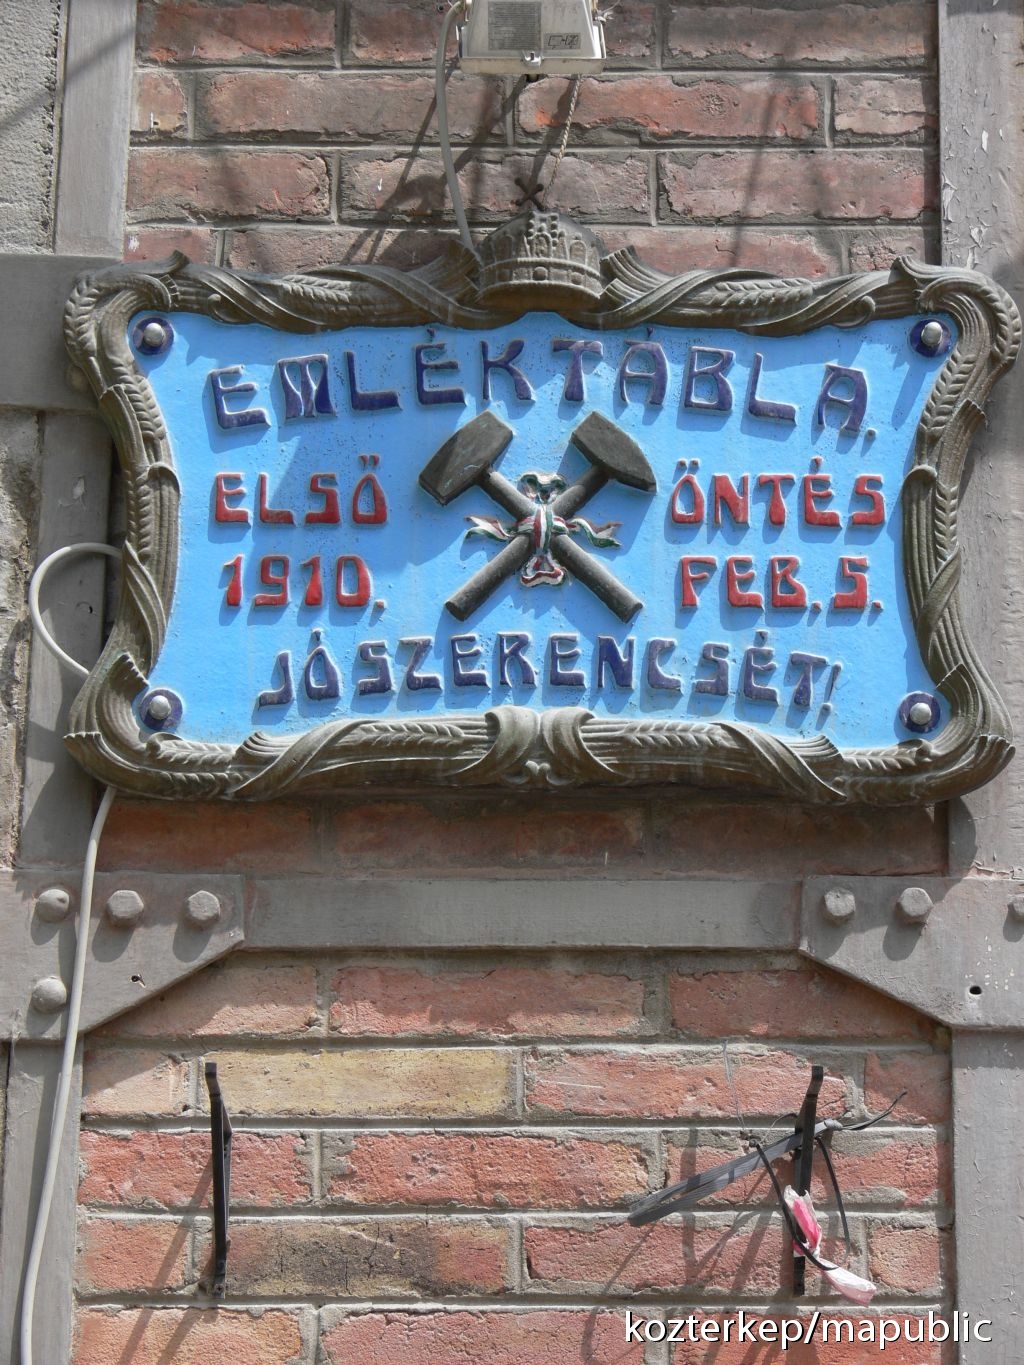 EMLÉKTÁBLA.
ELSŐ ÖNTÉS
1910. FEB. 5.
JÓSZERENCSÉT!
kozterkep/mapublic